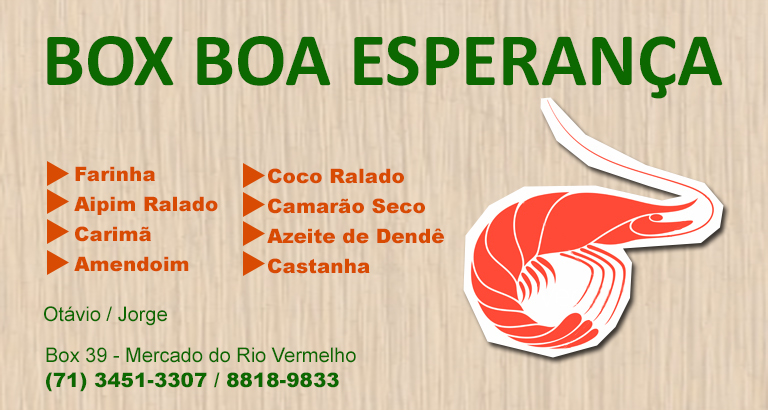 BOX BOA ESPERANÇA
Farinha
Aipim Ralado
Carimã
Amendoim
Coco Ralado
Camarão Seco
Azeite de Dendê
Castanha
Otávio / Jorge
Box 39 - Mercado do Rio Vermelho
(71) 3451-3307 / 8818-9833